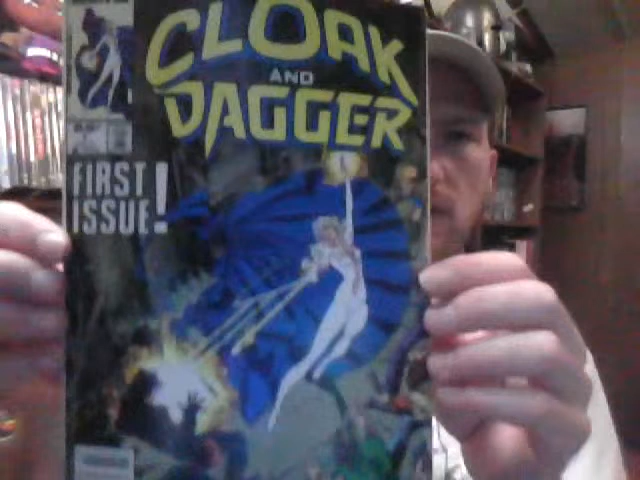 CLOAK
AND
DAGGER
FIRST
ISSUE!